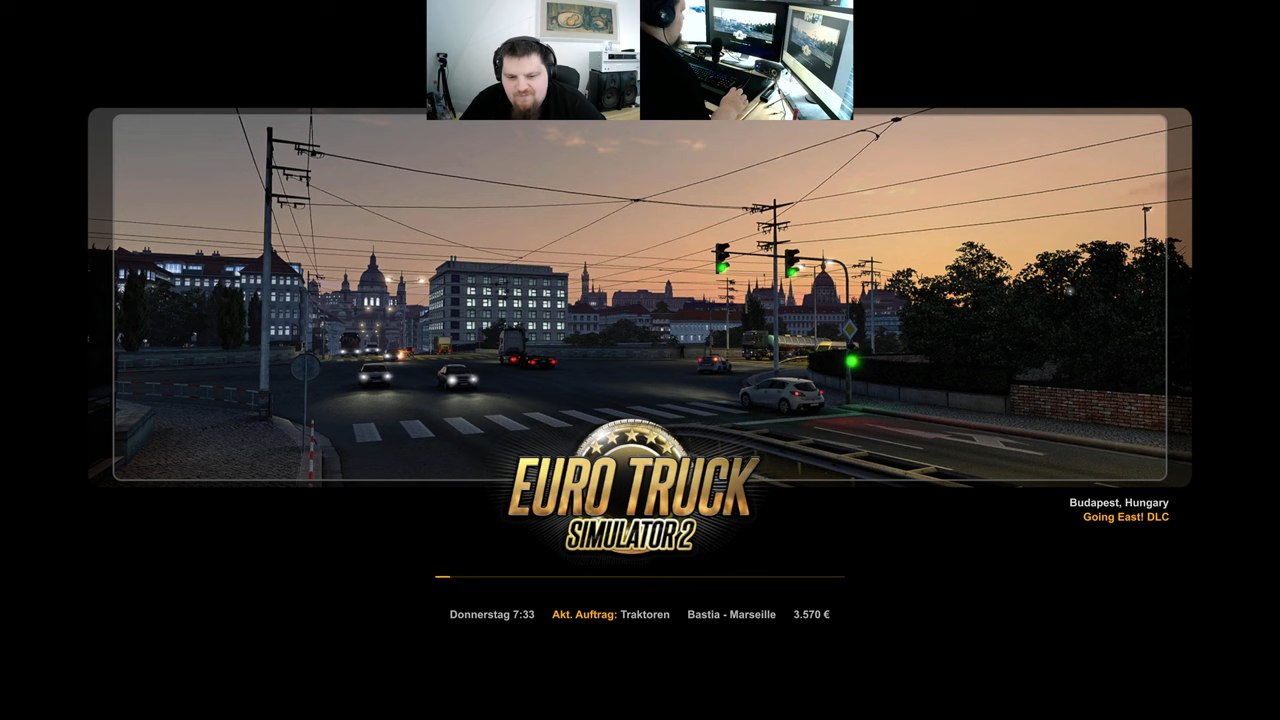 EURO TRUCK
SIMULATOR 2
Budapest, Hungary
Going East! DLC
Donnerstag 7:33 Akt. Auftrag: Traktoren Bastia - Marseille 3.570 €